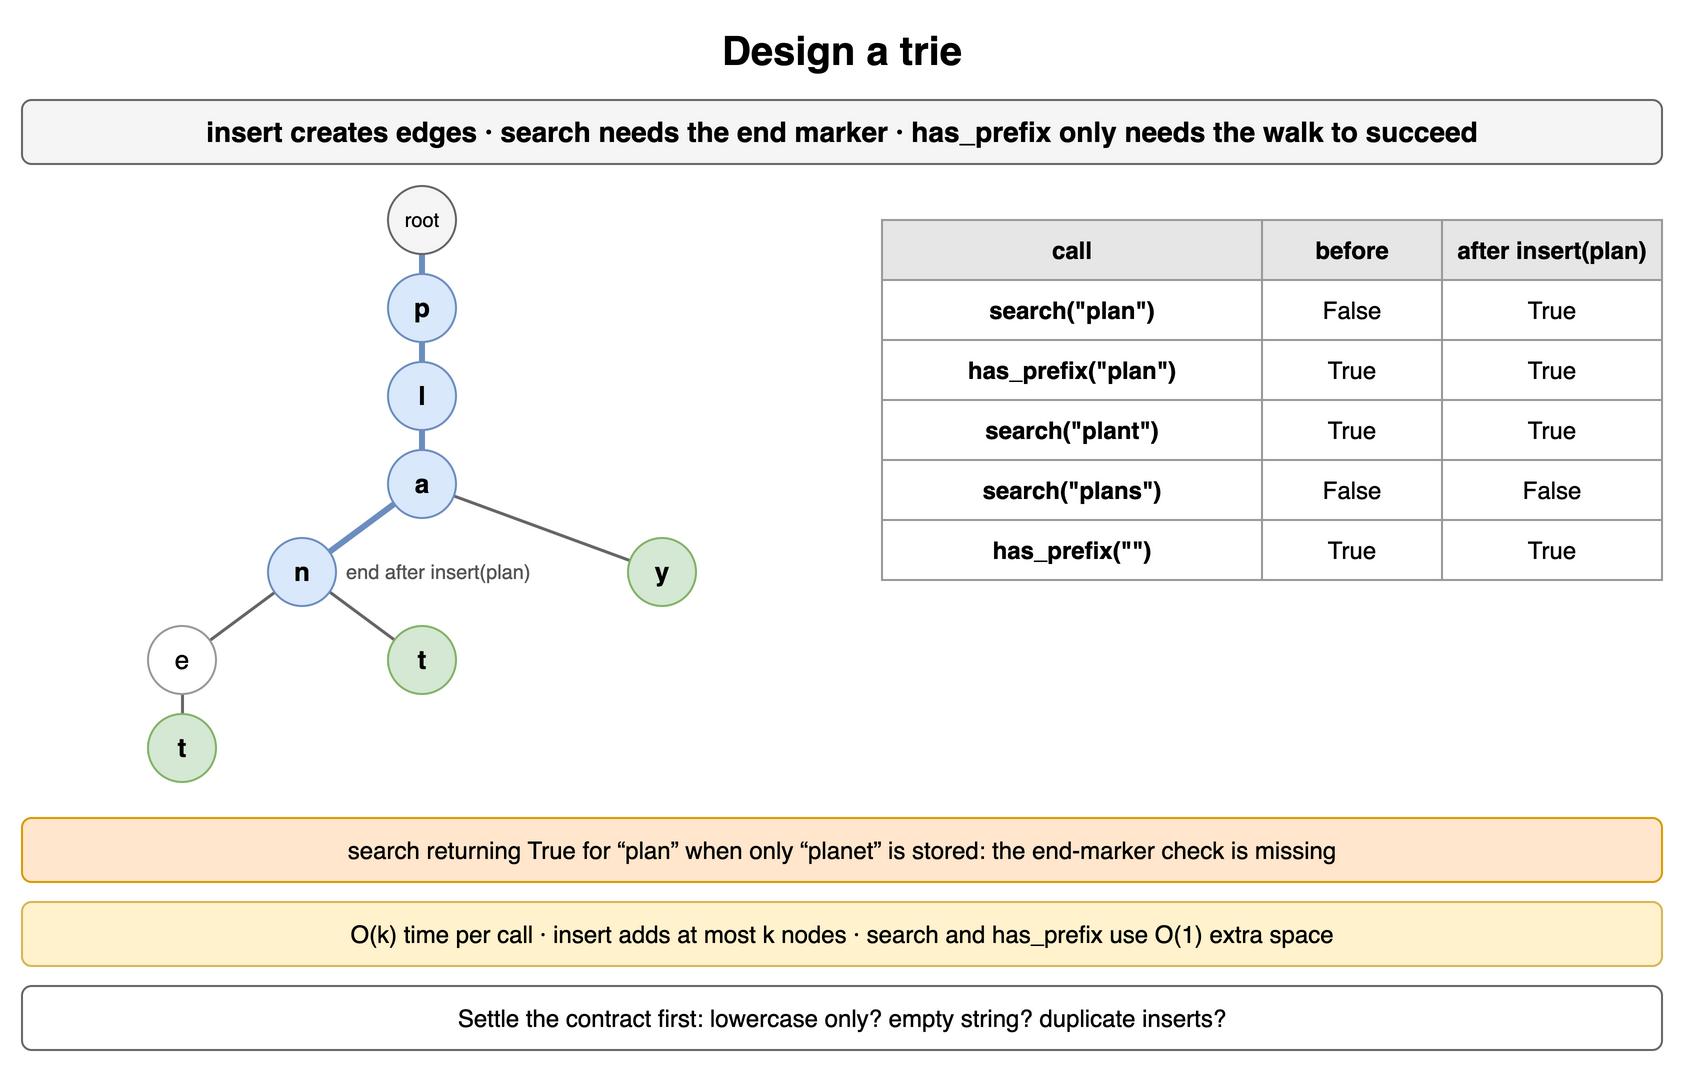 Design a trie
insert creates edges · search needs the end marker · has_prefix only needs the walk to succeed
root
p
l
a
n
end after insert(plan)
y
e
t
t
call before after insert(plan)
search("plan") False True
has_prefix("plan") True True
search("plant") True True
search("plans") False False
has_prefix("") True True
search returning True for “plan” when only “planet” is stored: the end-marker check is missing
O(k) time per call · insert adds at most k nodes · search and has_prefix use O(1) extra space
Settle the contract first: lowercase only? empty string? duplicate inserts?